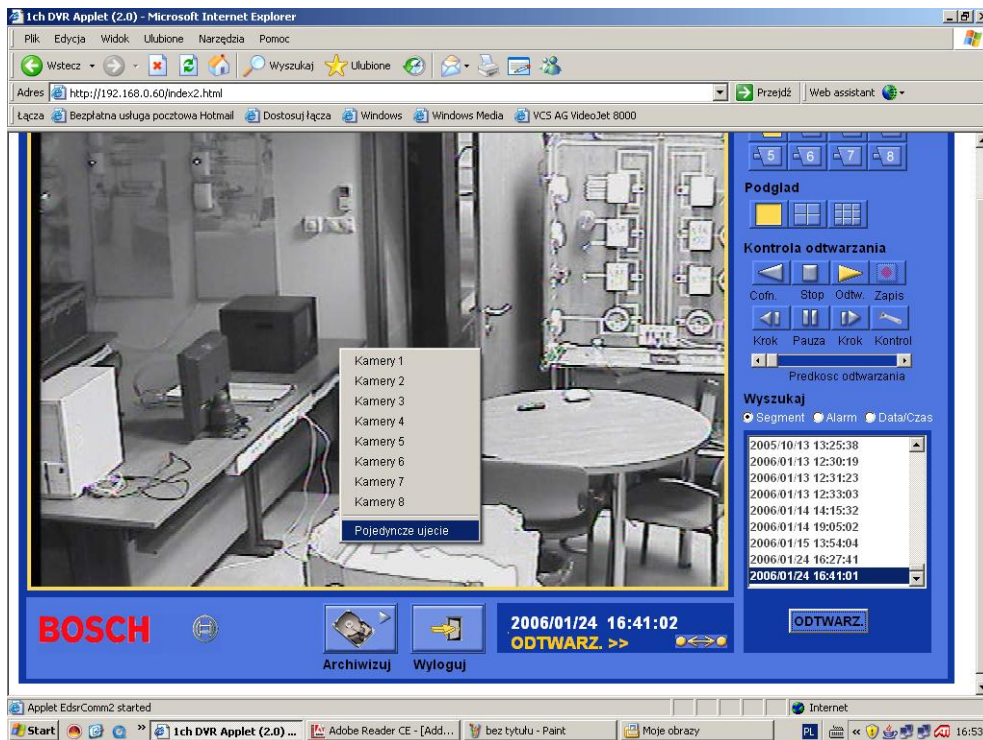 1ch DVR Applet (2.0) - Microsoft Internet Explorer
Plik Edycja Widok Ulubione Narzędzia Pomoc
Wstecz Wyszukaj Ulubione
Adres http://192.168.0.60/index2.html Przejdź Web assistant
Łącza Bezpłatna usługa pocztowa Hotmail Dostosuj łącza Windows Windows Media VCS AG VideoJet 8000
5 6 7 8
Podglad
Kontrola odtwarzania
Cofn. Stop Odtw. Zapis
Krok Pauza Krok Kontrol
Predkosc odtwarzania
Wyszukaj
Segment Alarm Data/Czas
2005/10/13 13:25:38
2006/01/13 12:30:19
2006/01/13 12:31:23
2006/01/13 12:33:03
2006/01/14 14:15:32
2006/01/14 19:05:02
2006/01/15 13:54:04
2006/01/24 16:27:41
2006/01/24 16:41:01
ODTWARZ.
Kamery 1
Kamery 2
Kamery 3
Kamery 4
Kamery 5
Kamery 6
Kamery 7
Kamery 8
Pojedyncze ujecie
BOSCH
Archiwizuj Wyloguj
2006/01/24 16:41:02
ODTWARZ. >>
Applet EdsrComm2 started Internet
Start » 1ch DVR Applet (2.0) ... Adobe Reader CE - [Add... bez tytułu - Paint Moje obrazy PL « 16:53